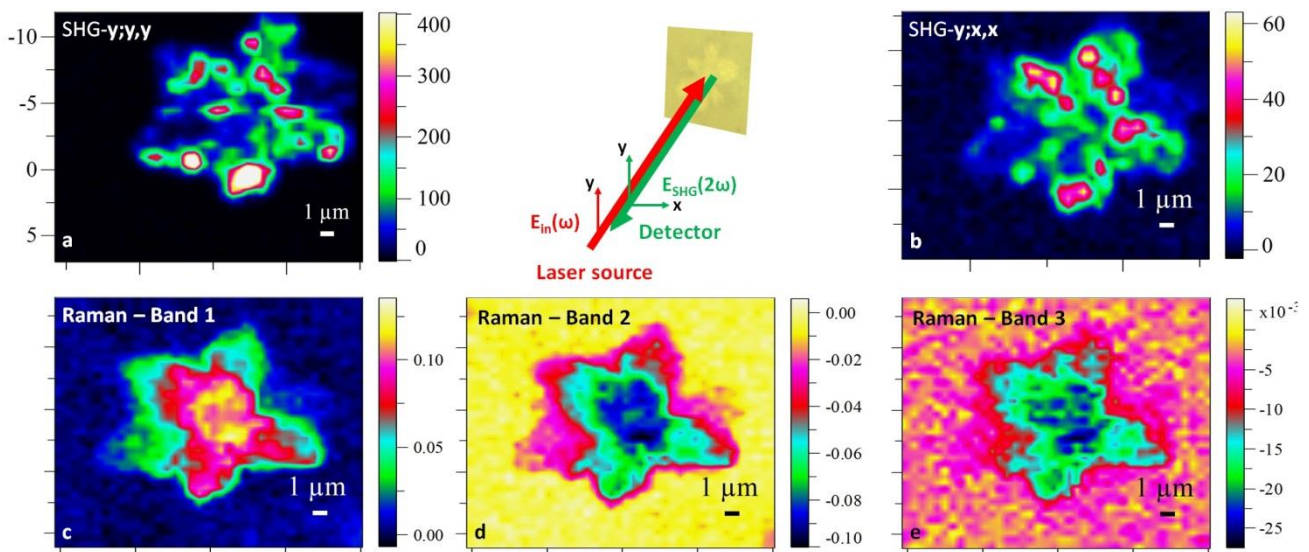 SHG-y;y,y
-10
-5
0
5
1 µm
a
400
300
200
100
0
y
E_SHG(2ω)
y
x
E_in(ω)
Detector
Laser source
SHG-y;x,x
1 µm
b
60
40
20
0
Raman – Band 1
1 µm
c
0.10
0.05
0.00
Raman – Band 2
1 µm
d
0.00
-0.02
-0.04
-0.06
-0.08
-0.10
Raman – Band 3
1 µm
e
x10⁻³
-5
-10
-15
-20
-25